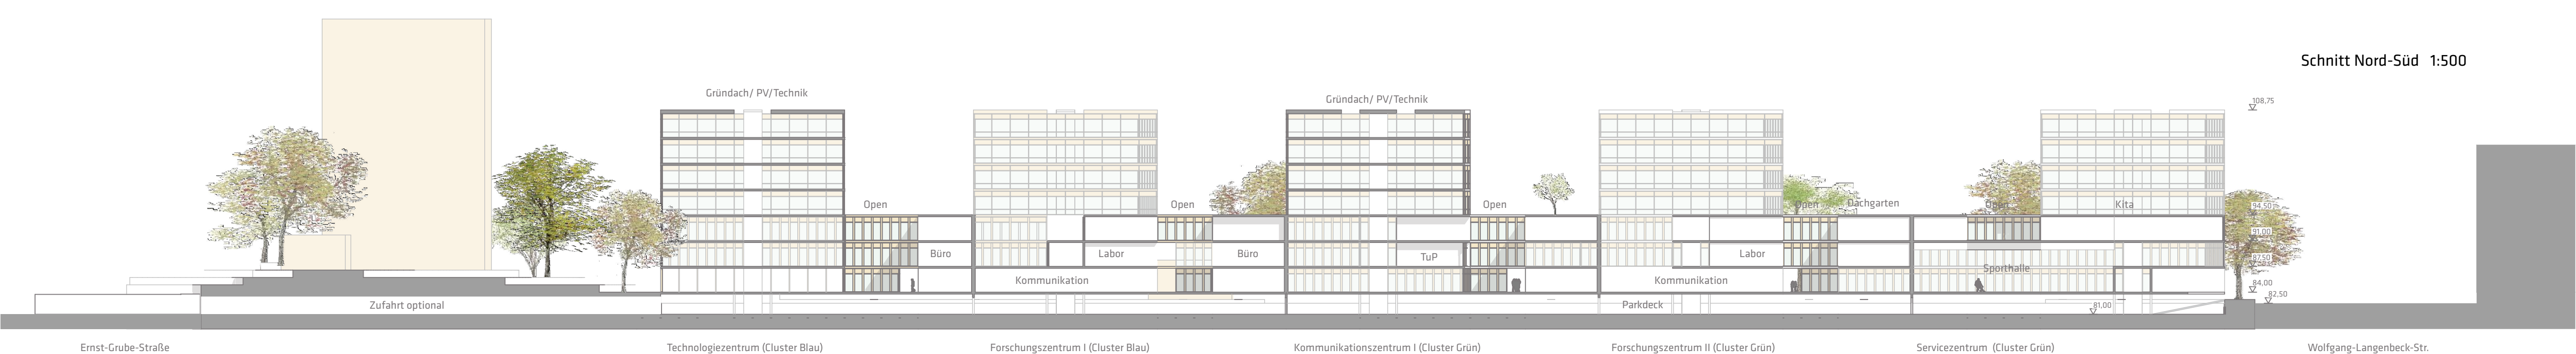 Schnitt Nord-Süd 1:500
Gründach/ PV/Technik
Gründach/ PV/Technik
108,75
Open
Open
Open
Open
Dachgarten
Open
Kita
94,50
91,00
87,50
84,00
82,50
81,00
Büro
Labor
Büro
TuP
Labor
Sporthalle
Kommunikation
Kommunikation
Zufahrt optional
Parkdeck
Ernst-Grube-Straße
Technologiezentrum (Cluster Blau)
Forschungszentrum I (Cluster Blau)
Kommunikationszentrum I (Cluster Grün)
Forschungszentrum II (Cluster Grün)
Servicezentrum (Cluster Grün)
Wolfgang-Langenbeck-Str.